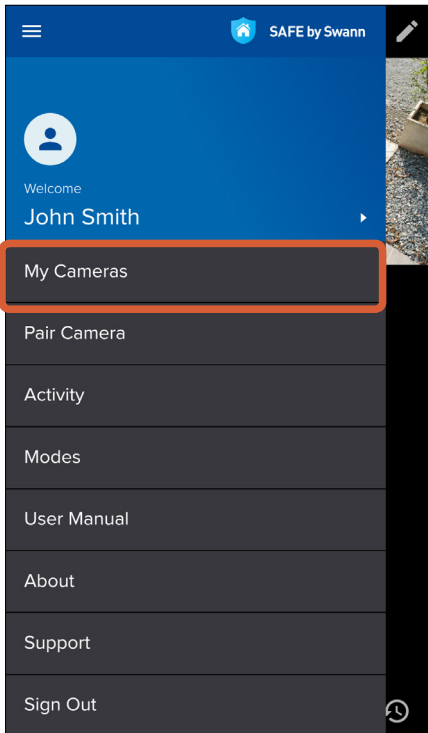 SAFE by Swann
Welcome
John Smith
My Cameras
Pair Camera
Activity
Modes
User Manual
About
Support
Sign Out